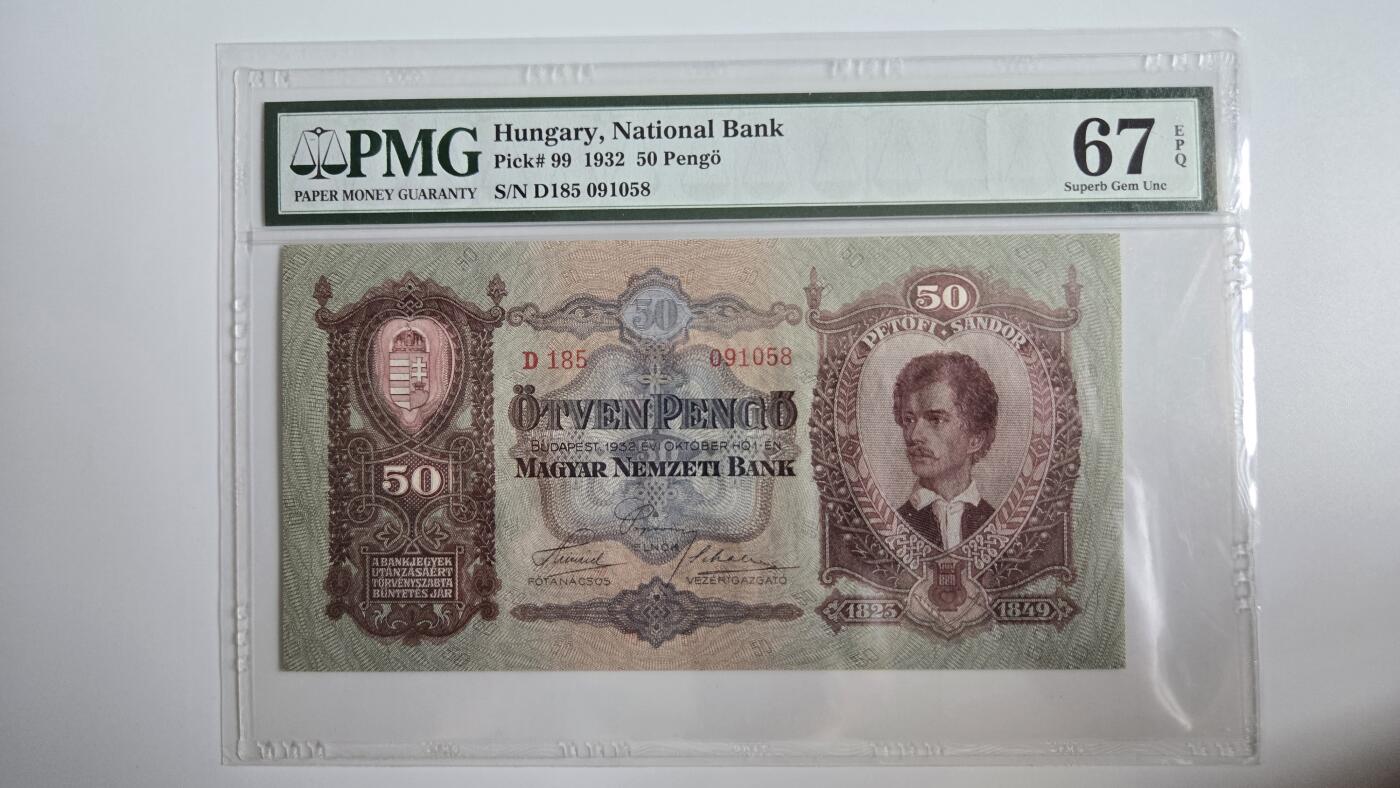 PMG
PAPER MONEY GUARANTY
Hungary, National Bank
Pick# 99 1932 50 Pengö
S/N D185 091058
67
EPQ
Superb Gem Unc
50
50
PETŐFI · SÁNDOR
D 185 091058
ÖTVEN PENGŐ
BUDAPEST, 1932. ÉVI OKTÓBER HÓ 1-ÉN
MAGYAR NEMZETI BANK
50
ELNÖK
FŐTANÁCSOS
VEZÉRIGAZGATÓ
A BANKJEGYEK
UTÁNZÁSÁÉRT
TÖRVÉNYSZABTA
BÜNTETÉS JÁR
1823 1849